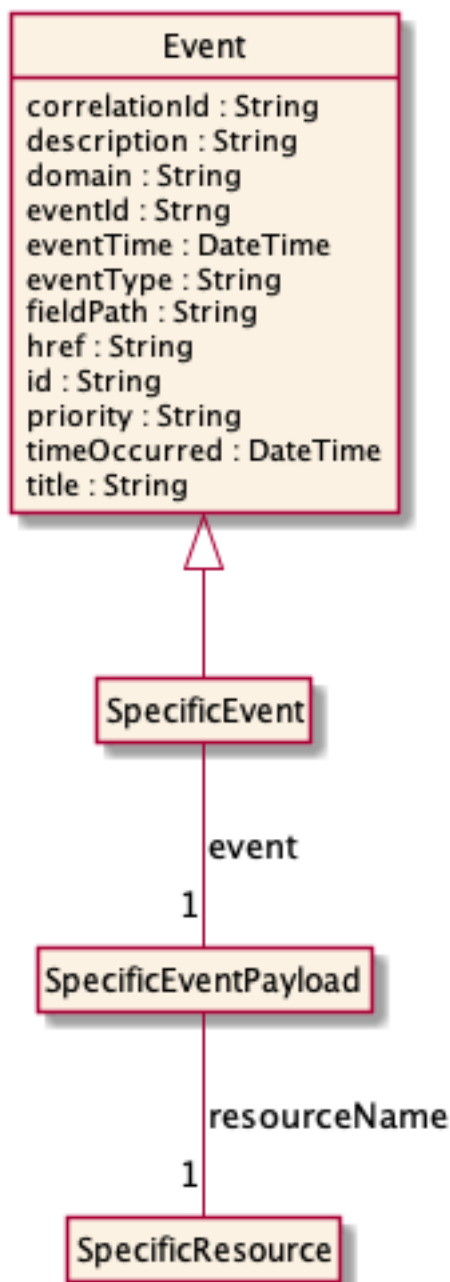 Event
correlationId : String
description : String
domain : String
eventId : Strng
eventTime : DateTime
eventType : String
fieldPath : String
href : String
id : String
priority : String
timeOccurred : DateTime
title : String
SpecificEvent
event
1
SpecificEventPayload
resourceName
1
SpecificResource